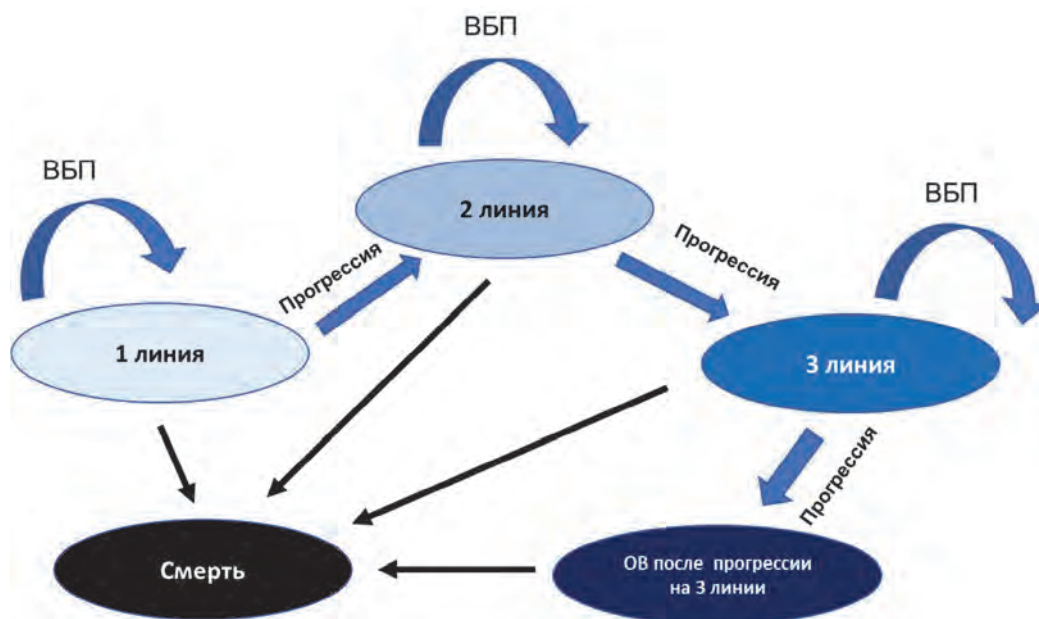 ВБП
ВБП
ВБП
2 линия
Прогрессия
Прогрессия
1 линия
3 линия
Прогрессия
Смерть
ОВ после прогрессии
на 3 линии